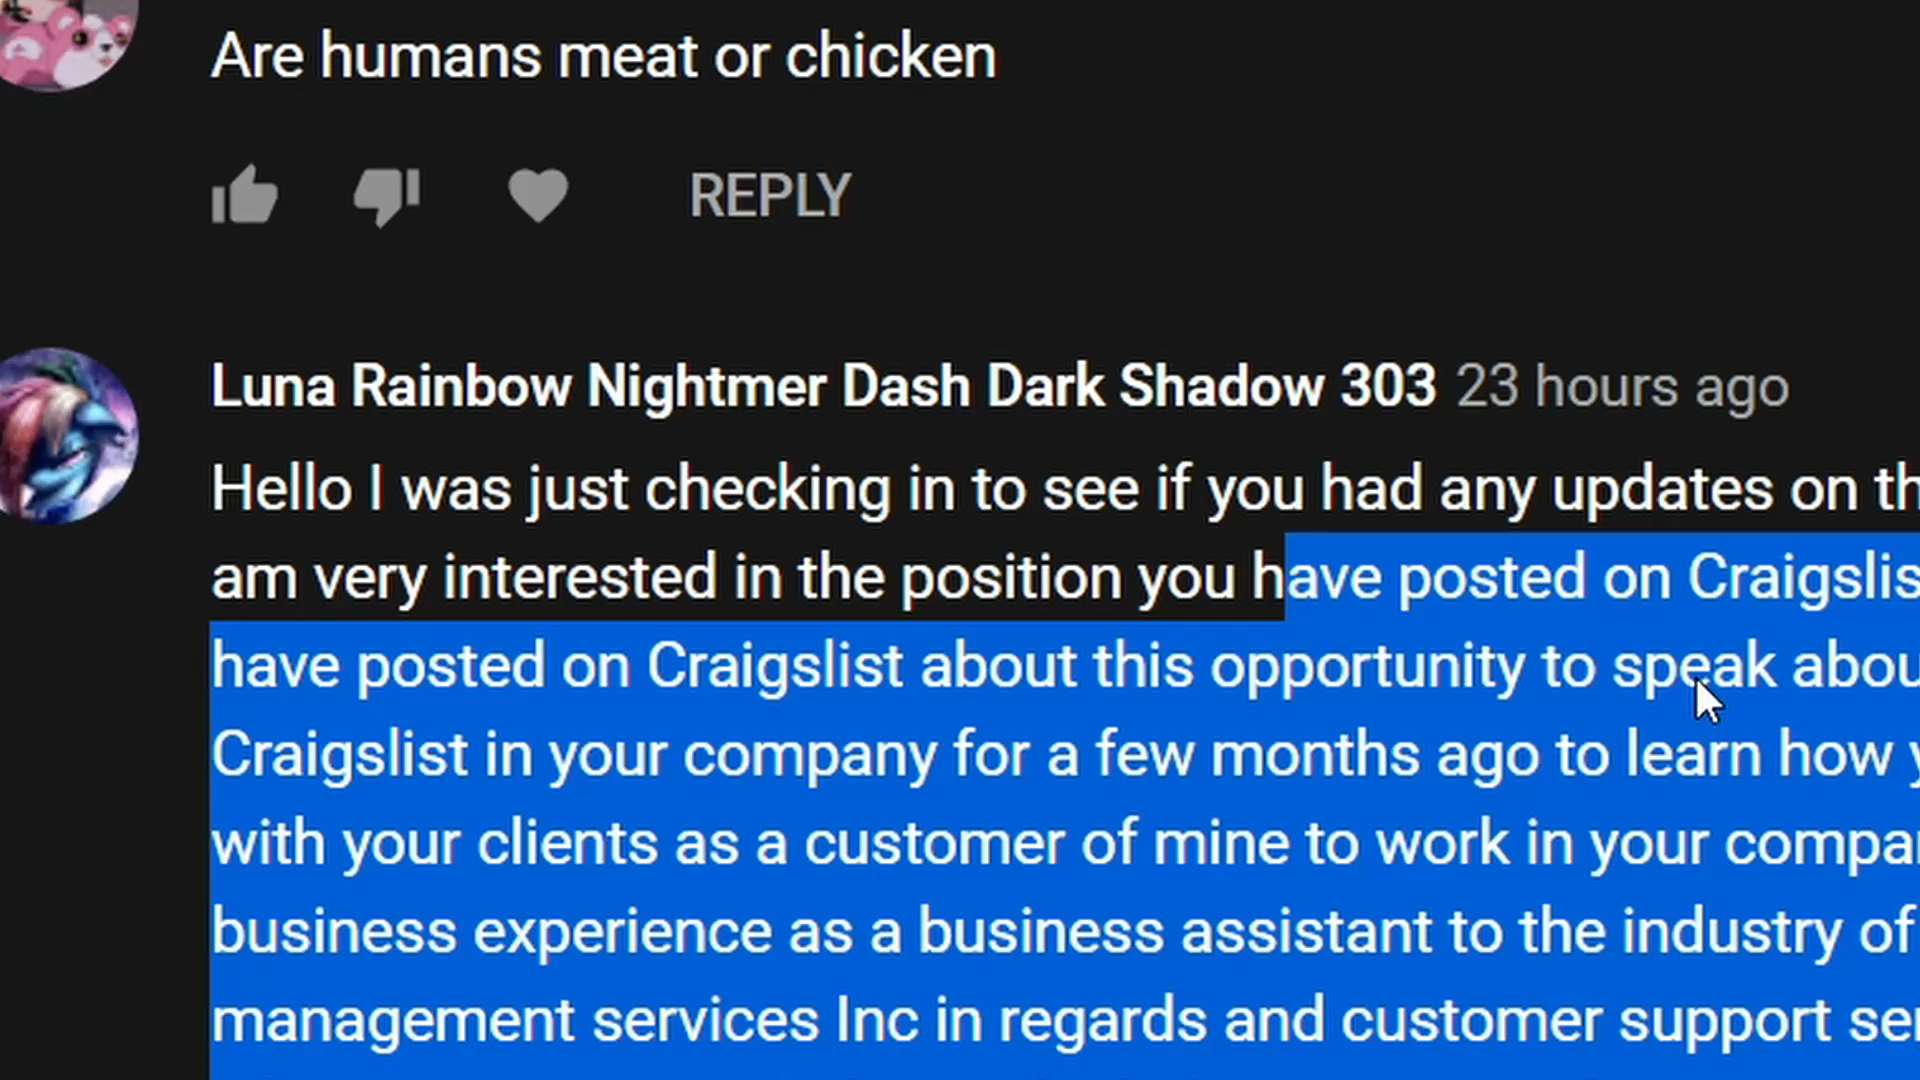 Are humans meat or chicken
REPLY
Luna Rainbow Nightmer Dash Dark Shadow 303 23 hours ago
Hello I was just checking in to see if you had any updates on
am very interested in the position you have posted on
have posted on Craigslist about this opportunity to speak
Craigslist in your company for a few months ago to learn how
with your clients as a customer of mine to work in your
business experience as a business assistant to the industry of
management services Inc in regards and customer support